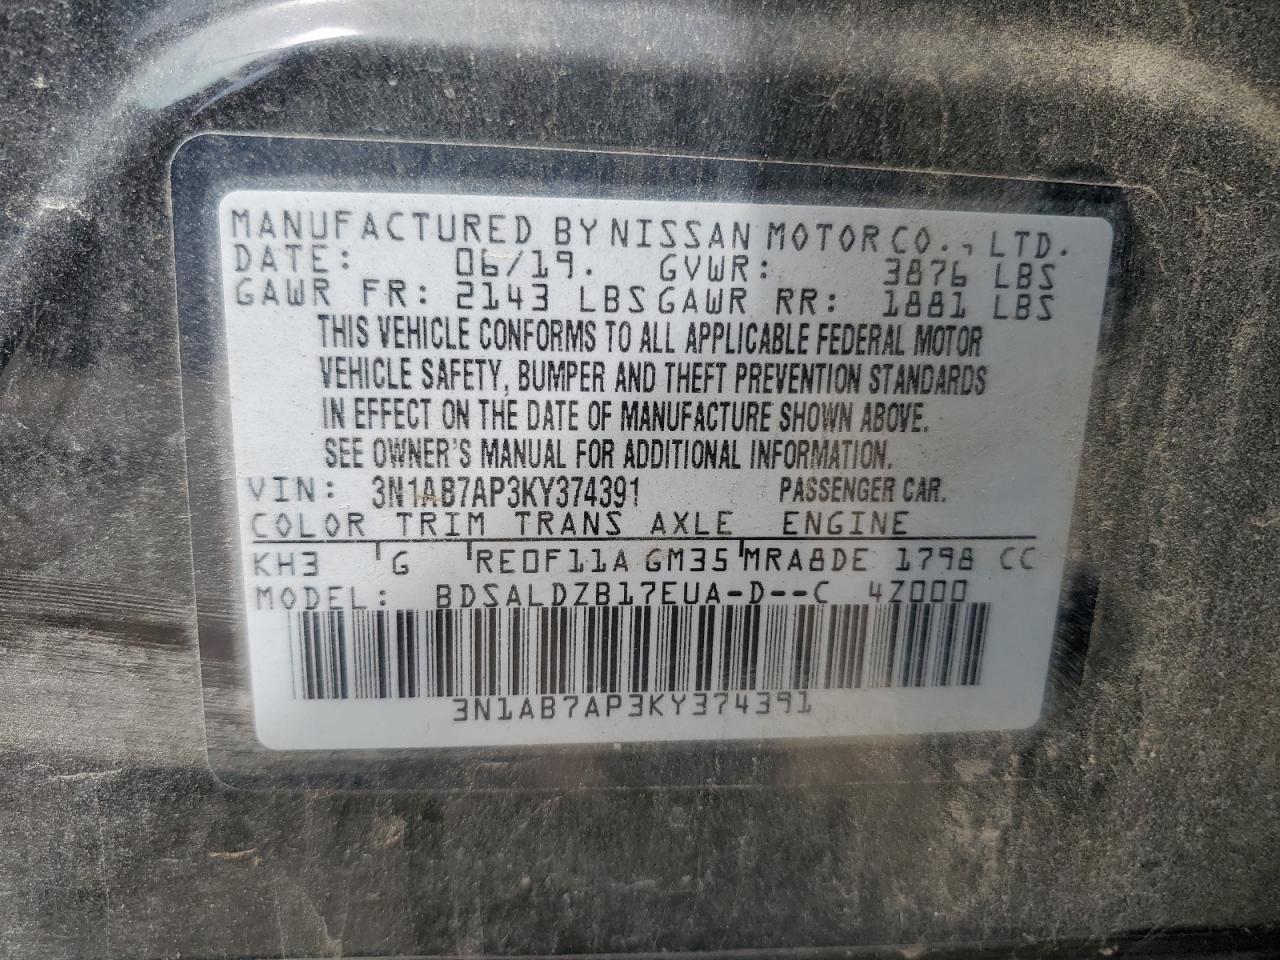 MANUFACTURED BY NISSAN MOTOR CO., LTD.
DATE: 06/19. GVWR: 3876 LBS
GAWR FR: 2143 LBS GAWR RR: 1881 LBS
THIS VEHICLE CONFORMS TO ALL APPLICABLE FEDERAL MOTOR
VEHICLE SAFETY, BUMPER AND THEFT PREVENTION STANDARDS
IN EFFECT ON THE DATE OF MANUFACTURE SHOWN ABOVE.
SEE OWNER'S MANUAL FOR ADDITIONAL INFORMATION.
VIN: 3N1AB7AP3KY374391 PASSENGER CAR.
COLOR TRIM TRANS AXLE ENGINE
KH3 G RE0F11A GM35 MRA8DE 1798 CC
MODEL: BDSALDZB17EUA-D--C 4Z000
3N1AB7AP3KY374391